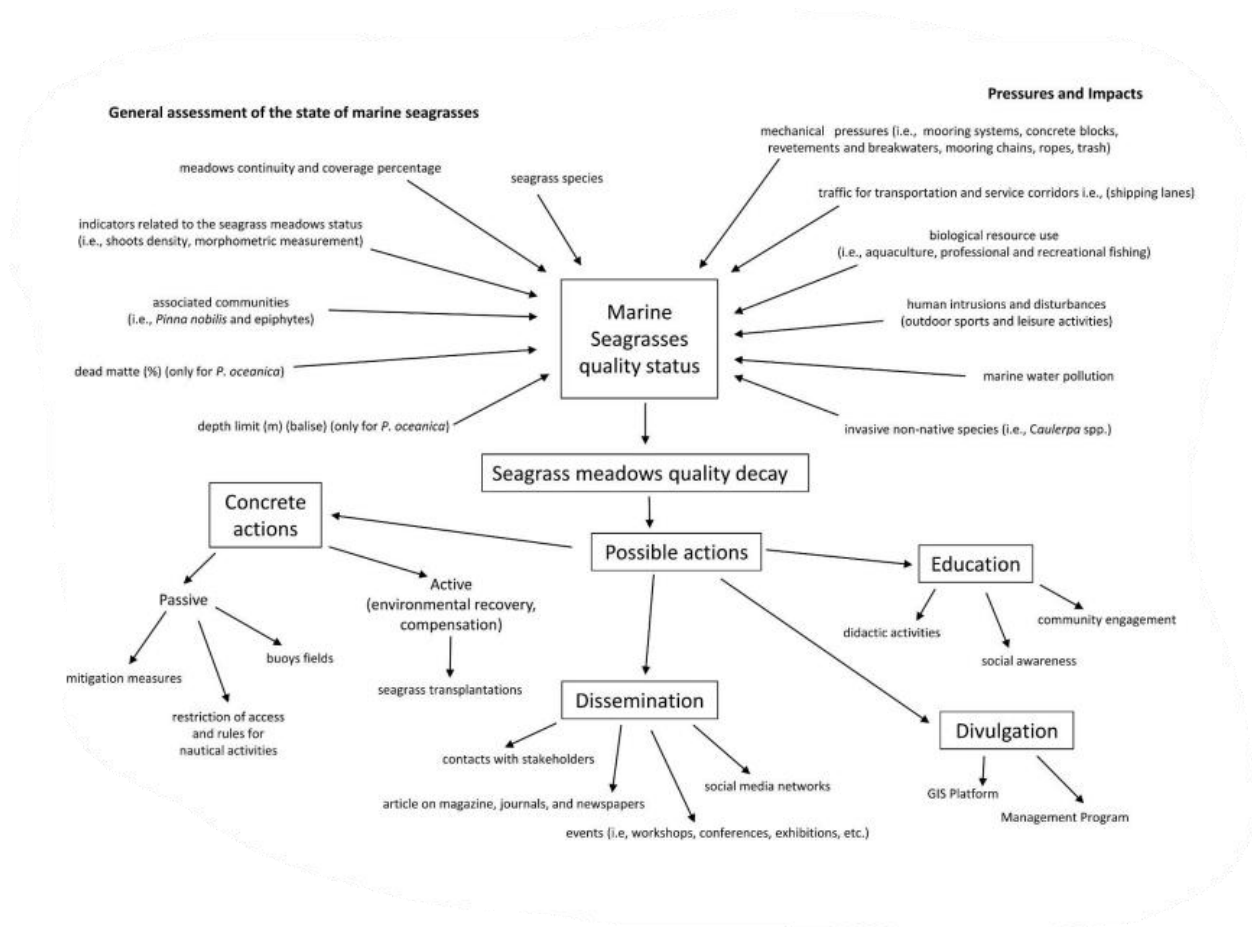 Pressures and Impacts
General assessment of the state of marine seagrasses
mechanical pressures (i.e., mooring systems, concrete blocks,
revetements and breakwaters, mooring chains, ropes, trash)
meadows continuity and coverage percentage
seagrass species
traffic for transportation and service corridors i.e., (shipping lanes)
indicators related to the seagrass meadows status
(i.e., shoots density, morphometric measurement)
biological resource use
(i.e., aquaculture, professional and recreational fishing)
associated communities
(i.e., Pinna nobilis and epiphytes)
Marine
Seagrasses
quality status
human intrusions and disturbances
(outdoor sports and leisure activities)
dead matte (%) (only for P. oceanica)
marine water pollution
depth limit (m) (balise) (only for P. oceanica)
invasive non-native species (i.e., Caulerpa spp.)
Seagrass meadows quality decay
Concrete
actions
Possible actions
Education
Passive
Active
(environmental recovery,
compensation)
didactic activities
community engagement
social awareness
mitigation measures
buoys fields
restriction of access
and rules for
nautical activities
seagrass transplantations
Dissemination
Divulgation
contacts with stakeholders
social media networks
article on magazine, journals, and newspapers
events (i.e, workshops, conferences, exhibitions, etc.)
GIS Platform
Management Program